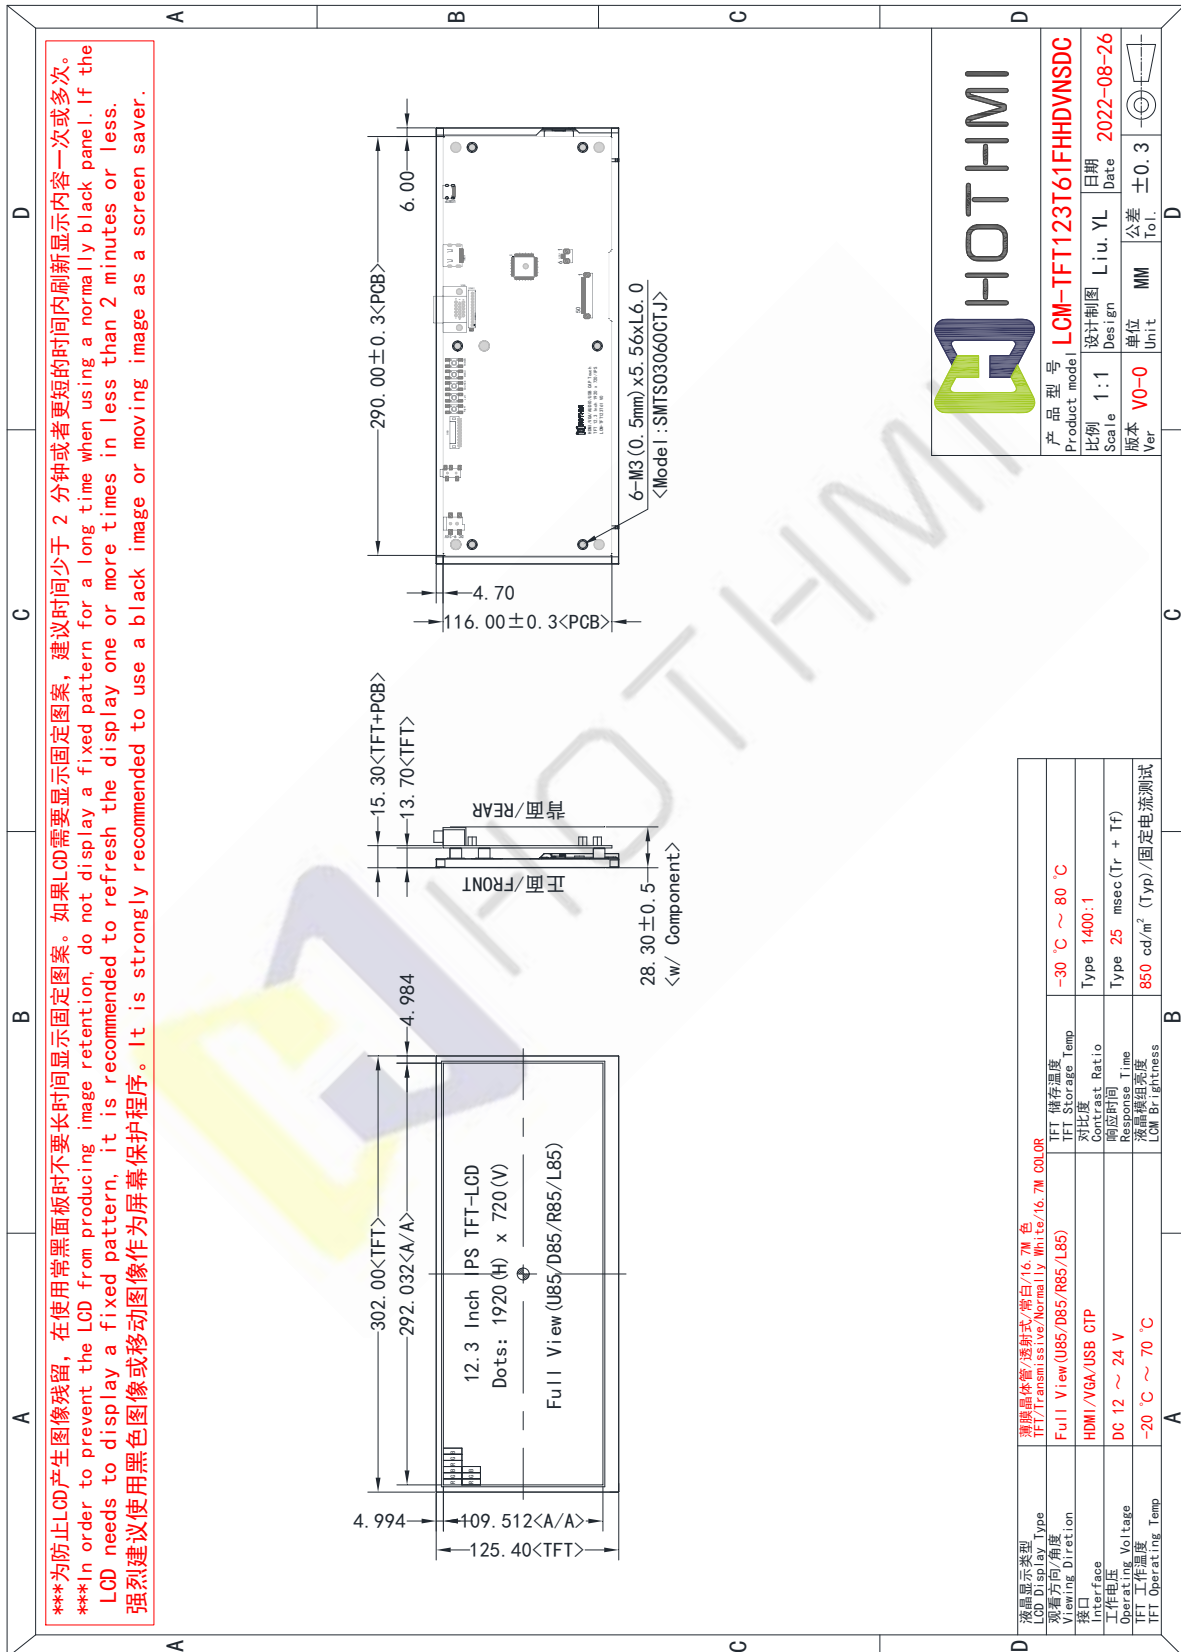 ***为防止LCD产生图像残留，在使用常黑面板时不要长时间显示固定图案。如果LCD需要显示固定图案，建议时间少于 2 分钟或者更短的时间内刷新显示内容一次或多次。
***In order to prevent the LCD from producing image retention, do not display a fixed pattern for a long time when using a normally black panel. If the
LCD needs to display a fixed pattern, it is recommended to refresh the display one or more times in less than 2 minutes or less.
强烈建议使用黑色图像或移动图像作为屏幕保护程序。It is strongly recommended to use a black image or moving image as a screen saver.
A
B
C
D
A
B
C
D
A
B
C
D
A
B
C
D
302.00<TFT>
292.032<A/A>
4.984
4.994
109.512<A/A>
125.40<TFT>
12.3 Inch IPS TFT-LCD
Dots: 1920(H) x 720(V)
Full View(U85/D85/R85/L85)
R G B R G B
15.30<TFT+PCB>
13.70<TFT>
正面/FRONT
背面/REAR
28.30±0.5
<w/ Component>
290.00±0.3<PCB>
6.00
4.70
116.00±0.3<PCB>
6-M3(0.5mm)x5.56xL6.0
<Model:SMTSO3060CTJ>
HOTHMI
HOTHMI
产 品 型 号
Product model
LCM-TFT123T61FHHDVNSDC
比例
Scale
1:1
设计制图
Design
Liu.YL
日期
Date
2022-08-26
版本
Ver
V0-0
单位
Unit
MM
公差
Tol.
±0.3
液晶显示类型
LCD Display Type
薄膜晶体管/透射式/常白/16.7M 色
TFT/Transmissive/Normally White/16.7M COLOR
观看方向/角度
Viewing Diretion
Full View(U85/D85/R85/L85)
TFT 储存温度
TFT Storage Temp
-30 ℃ ～ 80 ℃
接口
Interface
HDMI/VGA/USB CTP
对比度
Contrast Ratio
Type 1400:1
工作电压
Operating Voltage
DC 12 ～ 24 V
响应时间
Response Time
Type 25 msec(Tr + Tf)
TFT 工作温度
TFT Operating Temp
-20 ℃ ～ 70 ℃
液晶模组亮度
LCM Brightness
850 cd/m² (Typ)/固定电流测试